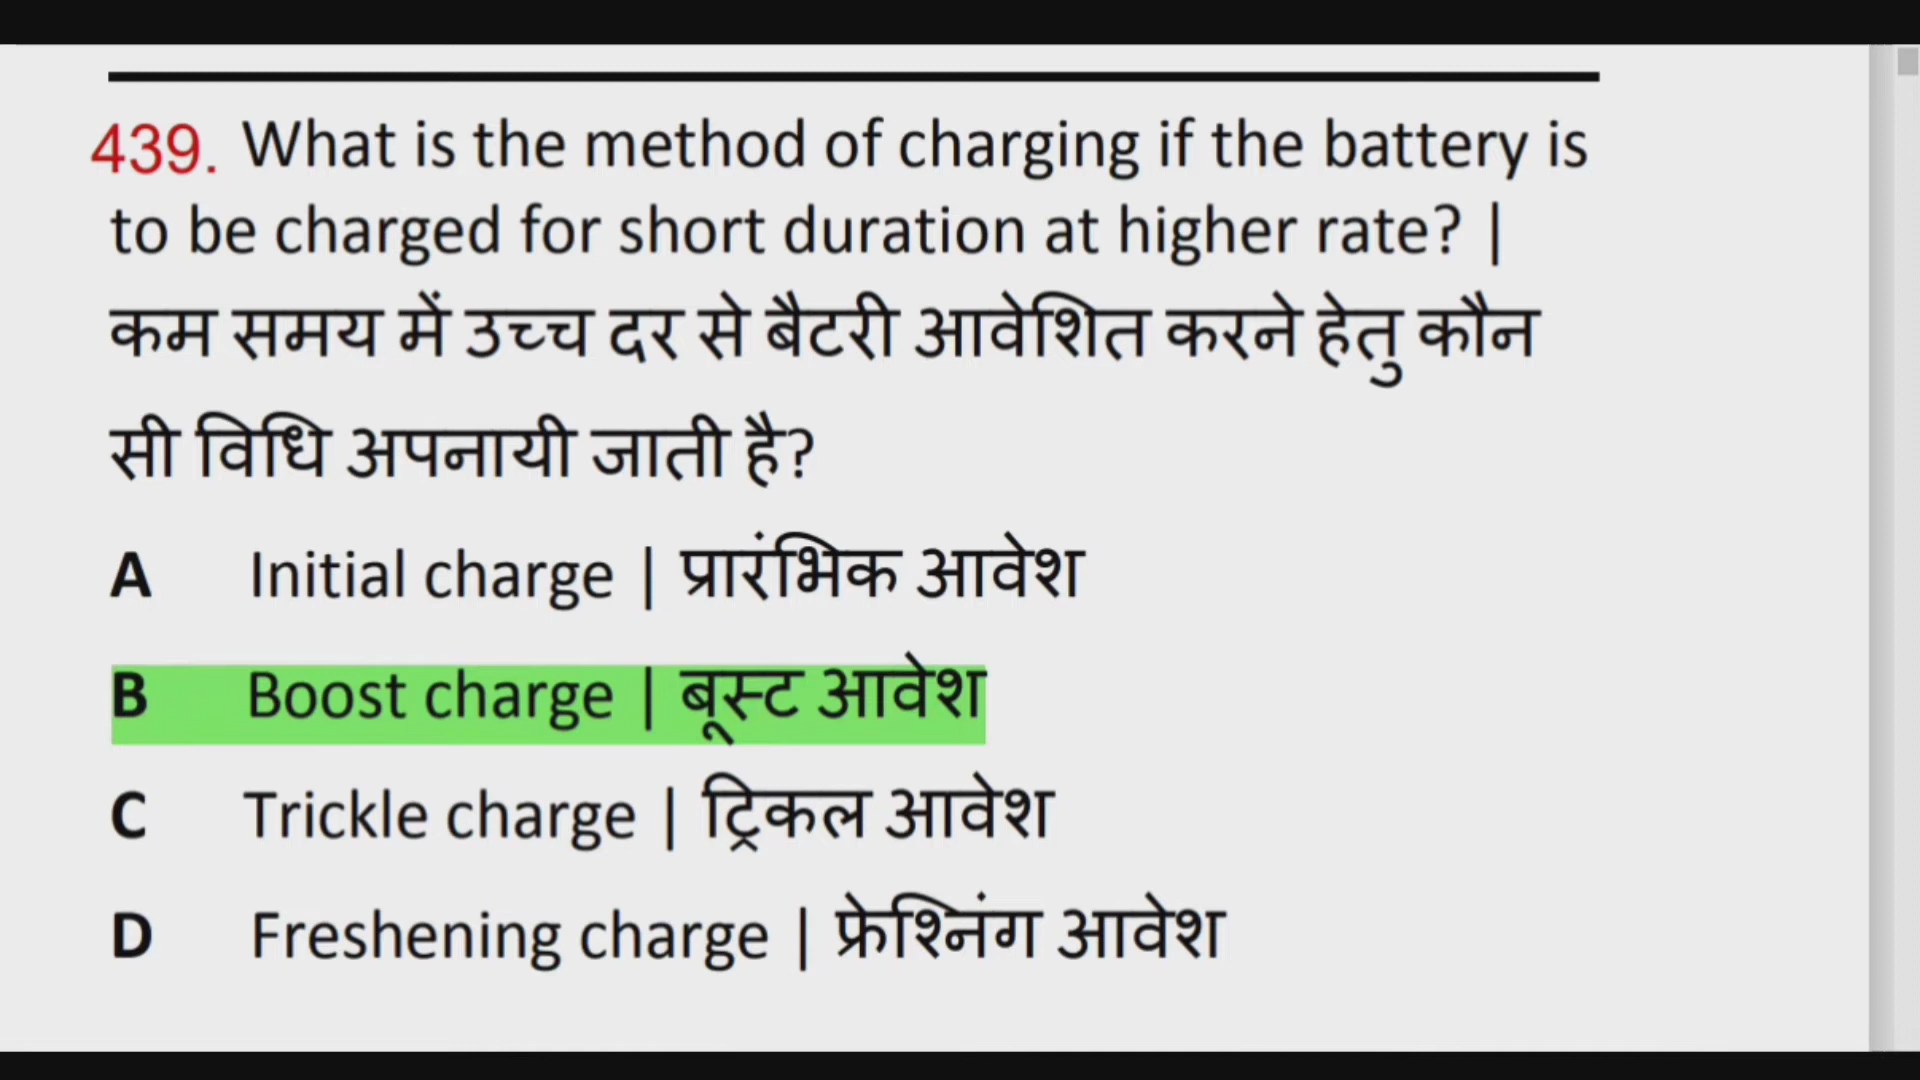 439. What is the method of charging if the battery is
to be charged for short duration at higher rate? |
कम समय में उच्च दर से बैटरी आवेशित करने हेतु कौन
सी विधि अपनायी जाती है?
A Initial charge | प्रारंभिक आवेश
B Boost charge | बूस्ट आवेश
C Trickle charge | ट्रिकल आवेश
D Freshening charge | फ्रेश्निंग आवेश